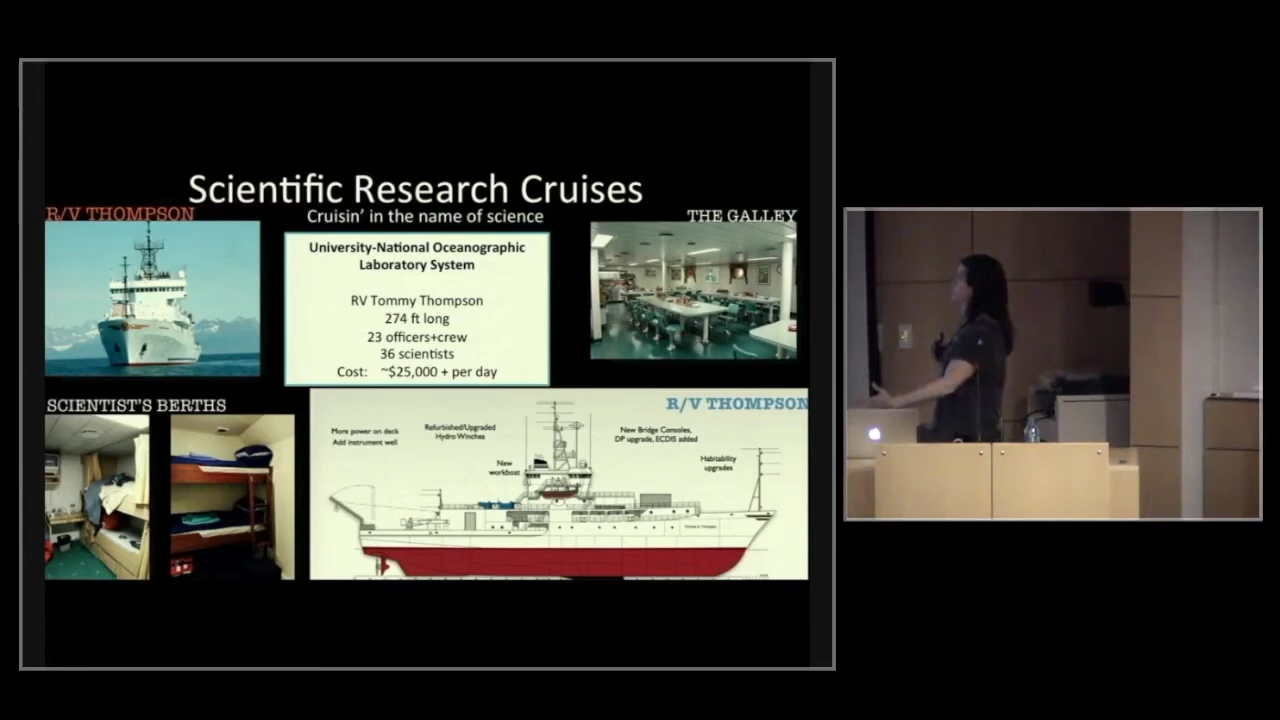 Scientific Research Cruises
R/V THOMPSON
Cruisin' in the name of science
THE GALLEY
University-National Oceanographic
Laboratory System
RV Tommy Thompson
274 ft long
23 officers+crew
36 scientists
Cost: ~$25,000 + per day
SCIENTIST'S BERTHS
R/V THOMPSON
More power on deck
Add instrument well
Refurbished/Upgraded
Hydro Winches
New
workboat
New Bridge Consoles,
DP upgrade, ECDIS added
Habitability
upgrades